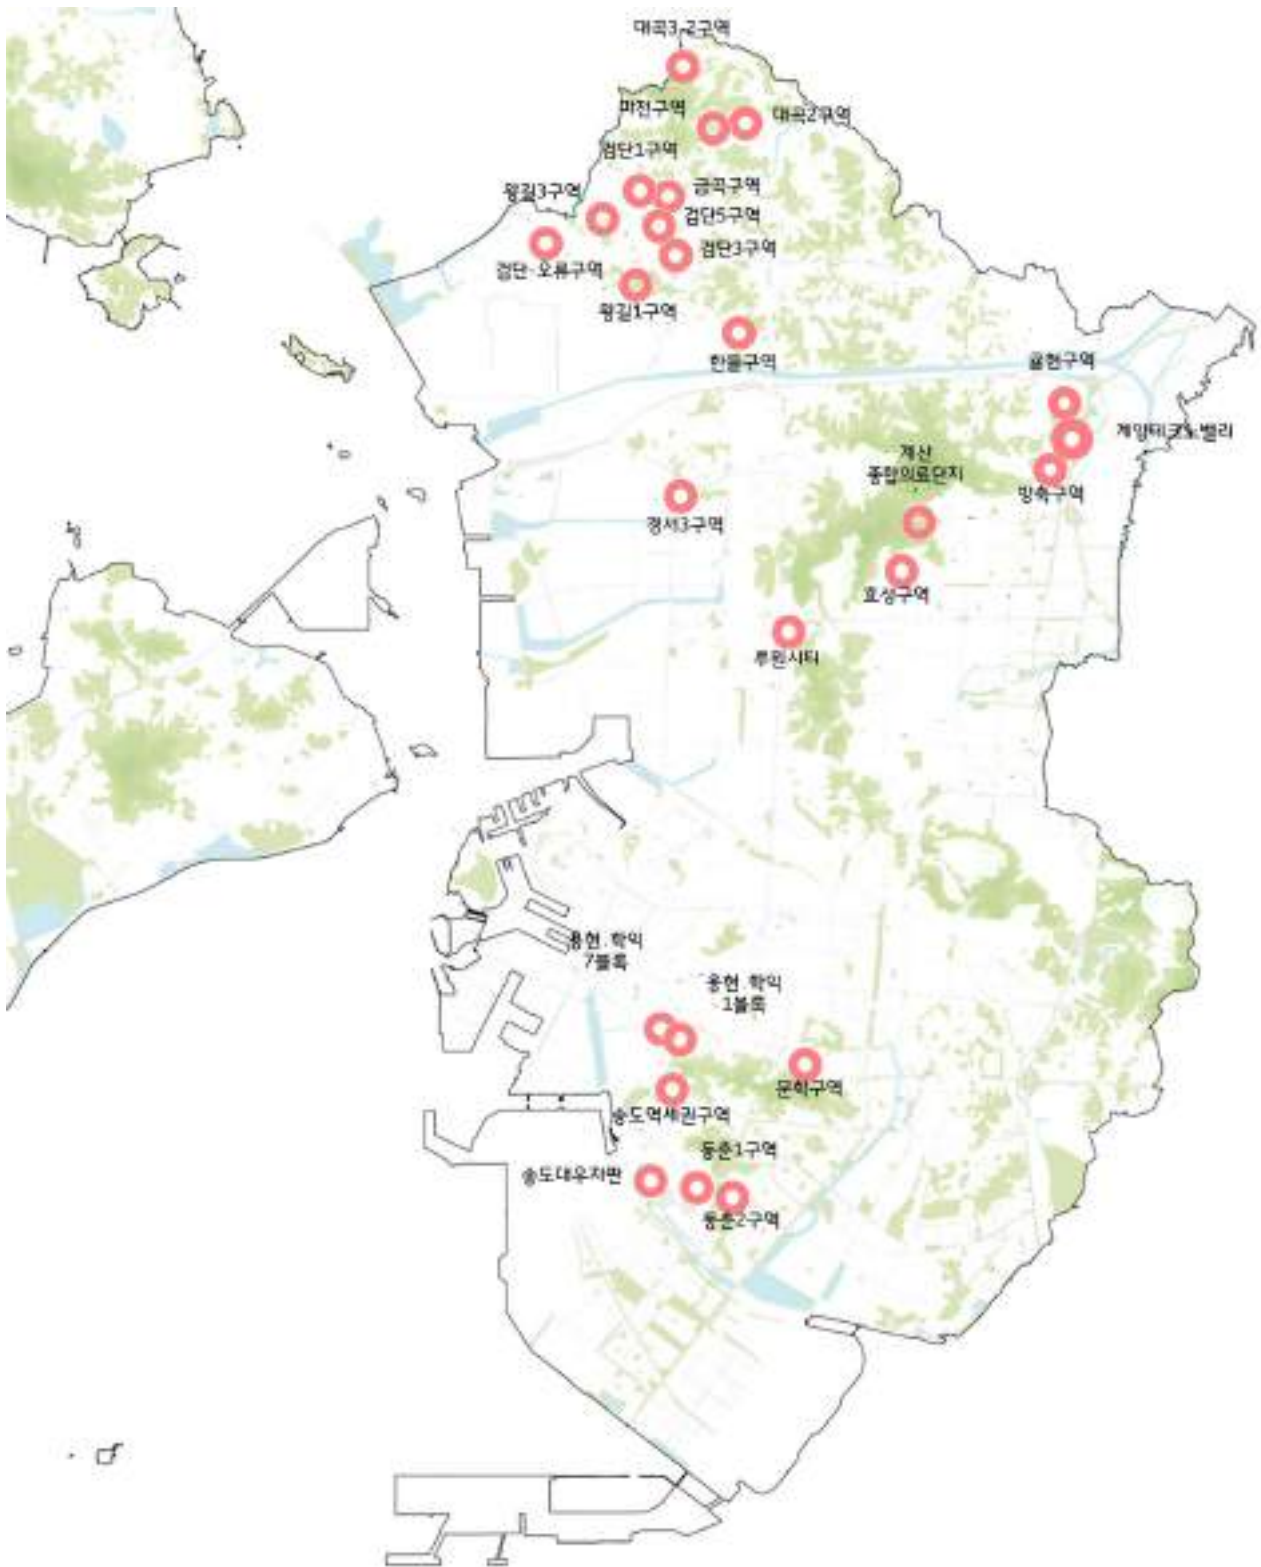 대곡3-2구역
마전구역
대곡2구역
검단1구역
왕길3구역
금곡구역
검단5구역
검단3구역
검단·오류구역
왕길1구역
한들구역
율현구역
계양테크노밸리
계산
종합의료단지
방축구역
경서3구역
효성구역
루원시티
용현.학익
7블록
용현.학익
1블록
문학구역
송도역세권구역
동춘1구역
송도대우자판
동춘2구역